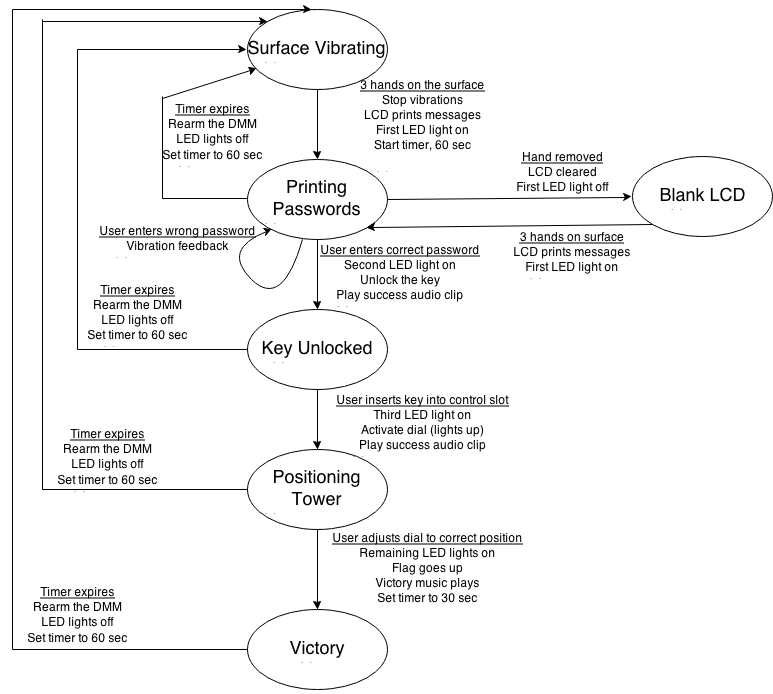 Surface Vibrating
3 hands on the surface
Stop vibrations
LCD prints messages
First LED light on
Start timer, 60 sec
Timer expires
Rearm the DMM
LED lights off
Set timer to 60 sec
Printing
Passwords
Hand removed
LCD cleared
First LED light off
Blank LCD
3 hands on surface
LCD prints messages
First LED light on
User enters wrong password
Vibration feedback
User enters correct password
Second LED light on
Unlock the key
Play success audio clip
Timer expires
Rearm the DMM
LED lights off
Set timer to 60 sec
Key Unlocked
User inserts key into control slot
Third LED light on
Activate dial (lights up)
Play success audio clip
Timer expires
Rearm the DMM
LED lights off
Set timer to 60 sec
Positioning
Tower
User adjusts dial to correct position
Remaining LED lights on
Flag goes up
Victory music plays
Set timer to 30 sec
Timer expires
Rearm the DMM
LED lights off
Set timer to 60 sec
Victory